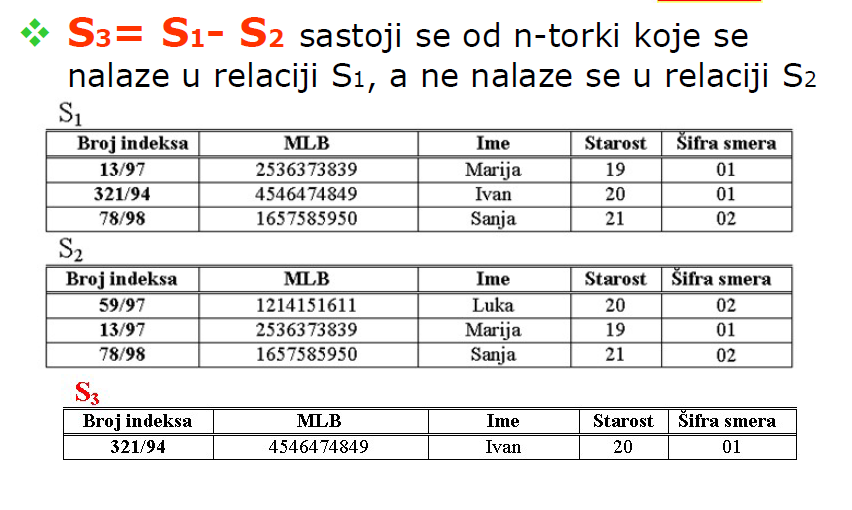 ❖ S3= S1- S2 sastoji se od n-torki koje se
nalaze u relaciji S1, a ne nalaze se u relaciji S2
S1
Broj indeksa MLB Ime Starost Šifra smera
13/97 2536373839 Marija 19 01
321/94 4546474849 Ivan 20 01
78/98 1657585950 Sanja 21 02
S2
Broj indeksa MLB Ime Starost Šifra smera
59/97 1214151611 Luka 20 02
13/97 2536373839 Marija 19 01
78/98 1657585950 Sanja 21 02
S3
Broj indeksa MLB Ime Starost Šifra smera
321/94 4546474849 Ivan 20 01